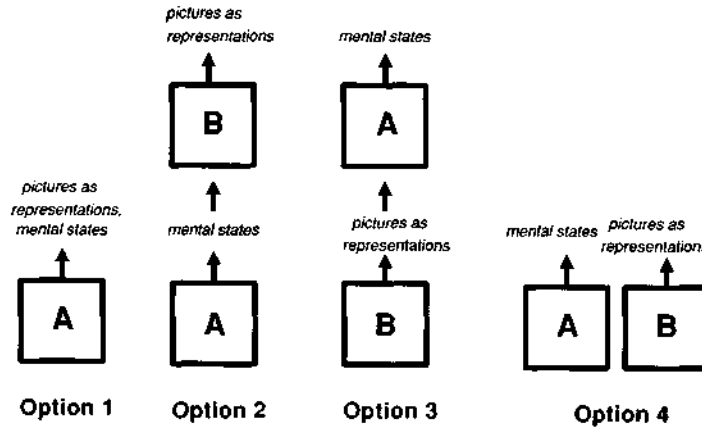 pictures as
representations
B
mental states
A
Option 2
mental states
A
pictures as
representations
B
Option 3
pictures as
representations,
mental states
A
Option 1
mental states
A
pictures as
representations
B
Option 4